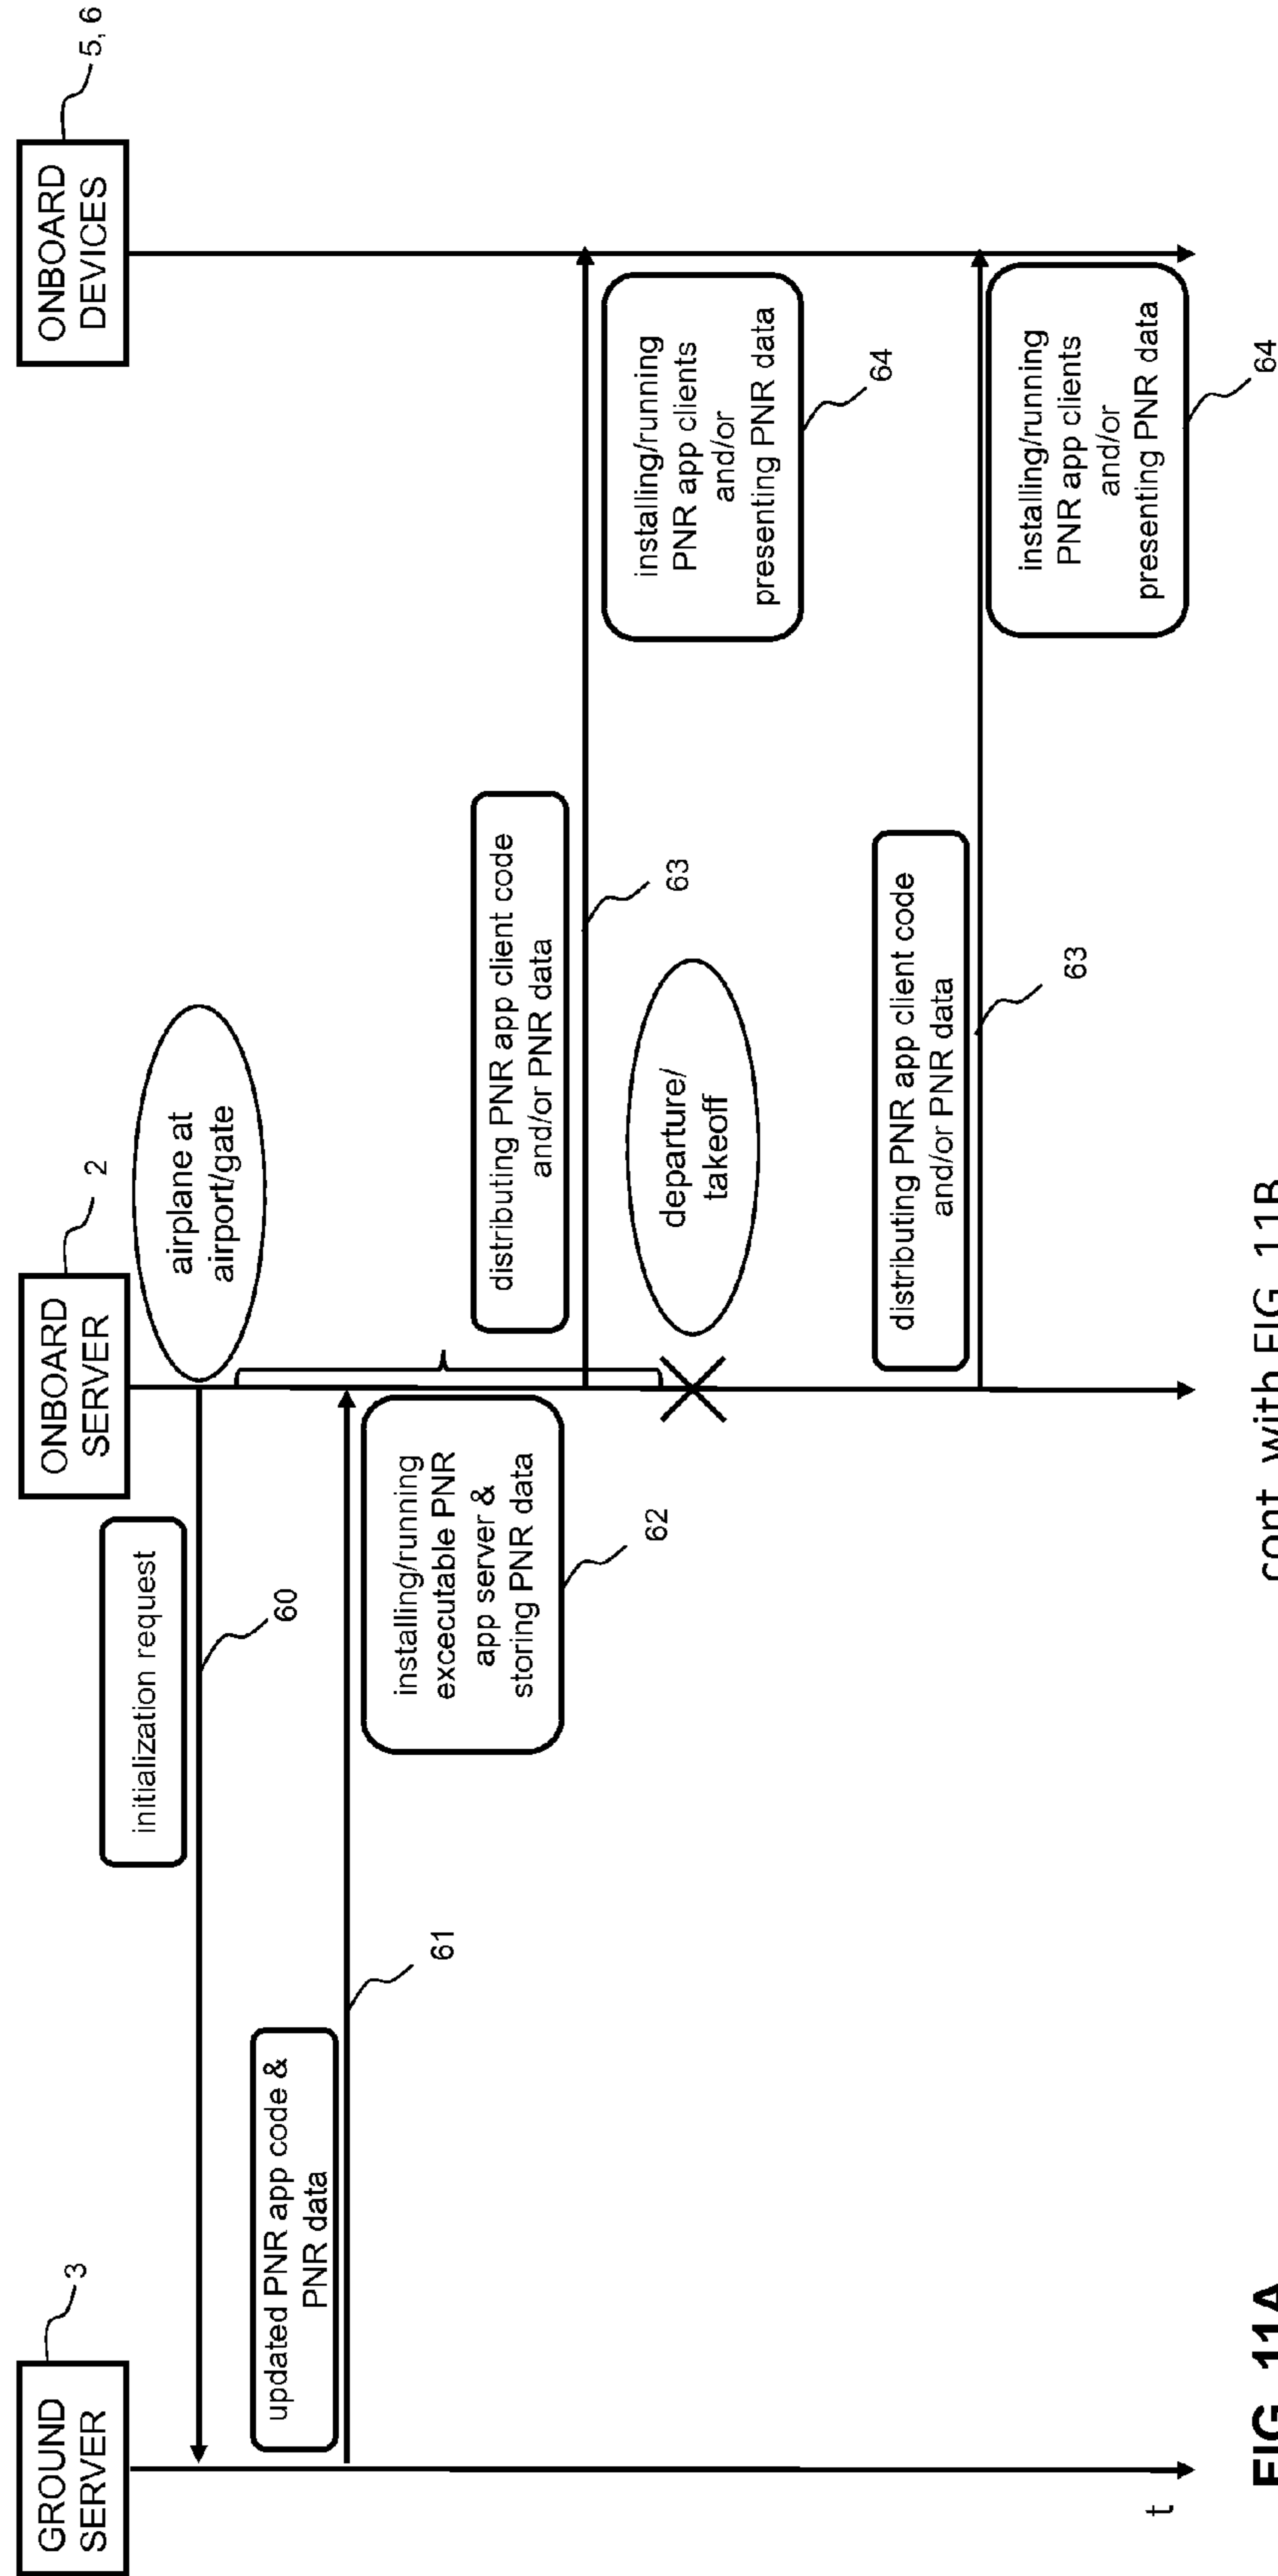 GROUND
SERVER
3
ONBOARD
SERVER
2
ONBOARD
DEVICES
5, 6
initialization request
60
airplane at
airport/gate
updated PNR app code &
PNR data
61
installing/running
excecutable PNR
app server &
storing PNR data
62
distributing PNR app client code
and/or PNR data
63
installing/running
PNR app clients
and/or
presenting PNR data
64
departure/
takeoff
distributing PNR app client code
and/or PNR data
63
installing/running
PNR app clients
and/or
presenting PNR data
64
t
FIG. 11A
cont. with FIG. 11B